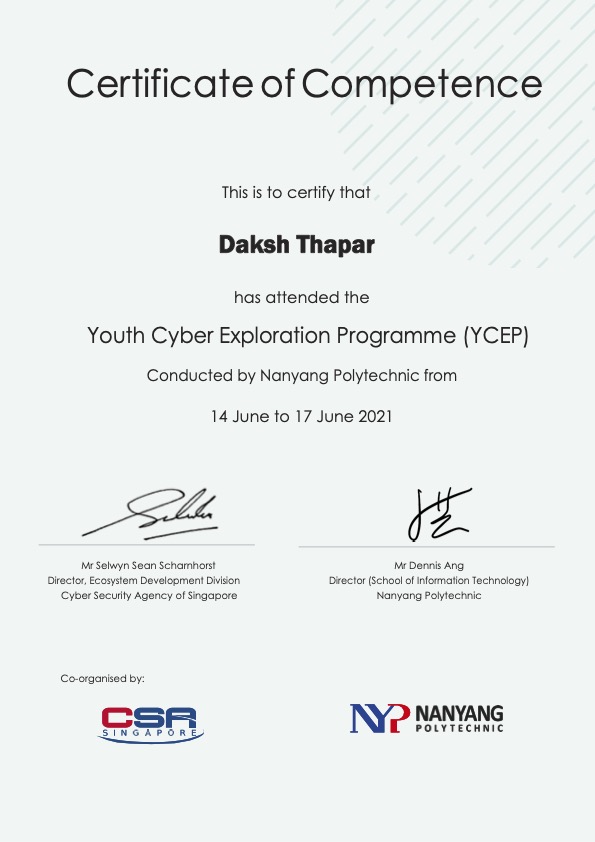 Certificate of Competence
This is to certify that
Daksh Thapar
has attended the
Youth Cyber Exploration Programme (YCEP)
Conducted by Nanyang Polytechnic from
14 June to 17 June 2021
Mr Selwyn Sean Scharnhorst
Director, Ecosystem Development Division
Cyber Security Agency of Singapore
Mr Dennis Ang
Director (School of Information Technology)
Nanyang Polytechnic
Co-organised by:
CSA
SINGAPORE
NYP NANYANG
POLYTECHNIC